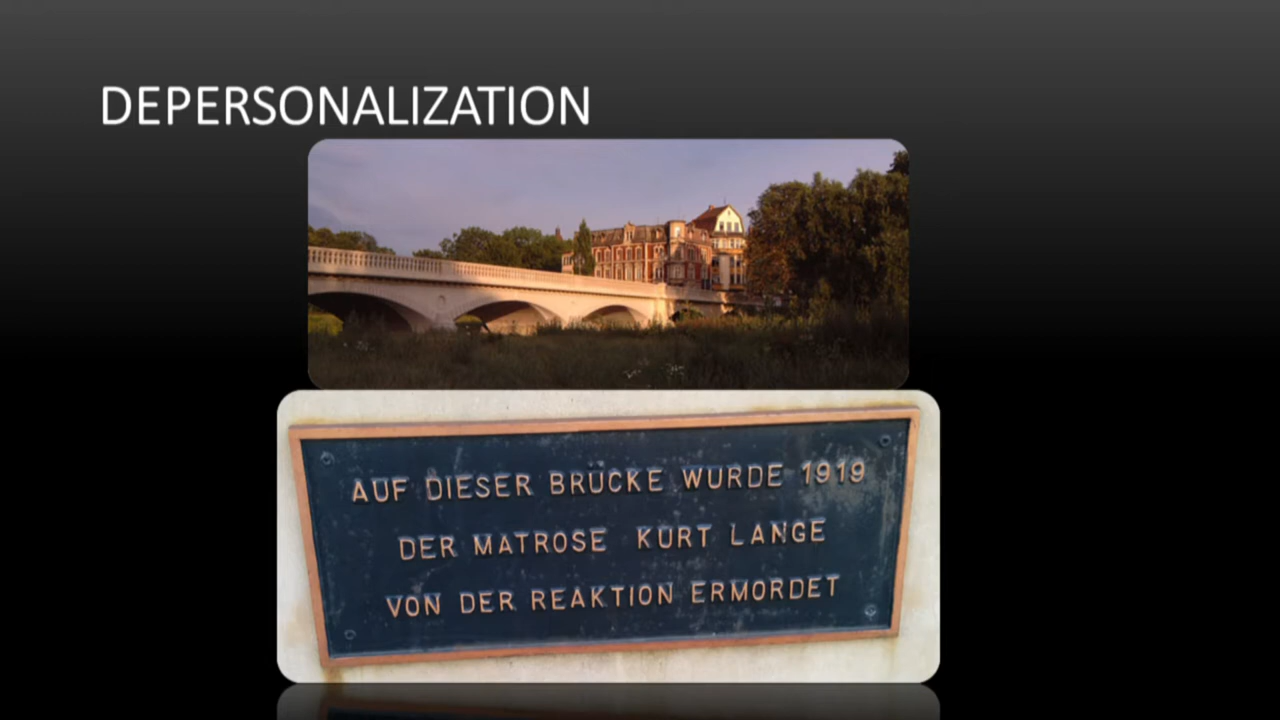 DEPERSONALIZATION
AUF DIESER BRÜCKE WURDE 1919
DER MATROSE KURT LANGE
VON DER REAKTION ERMORDET